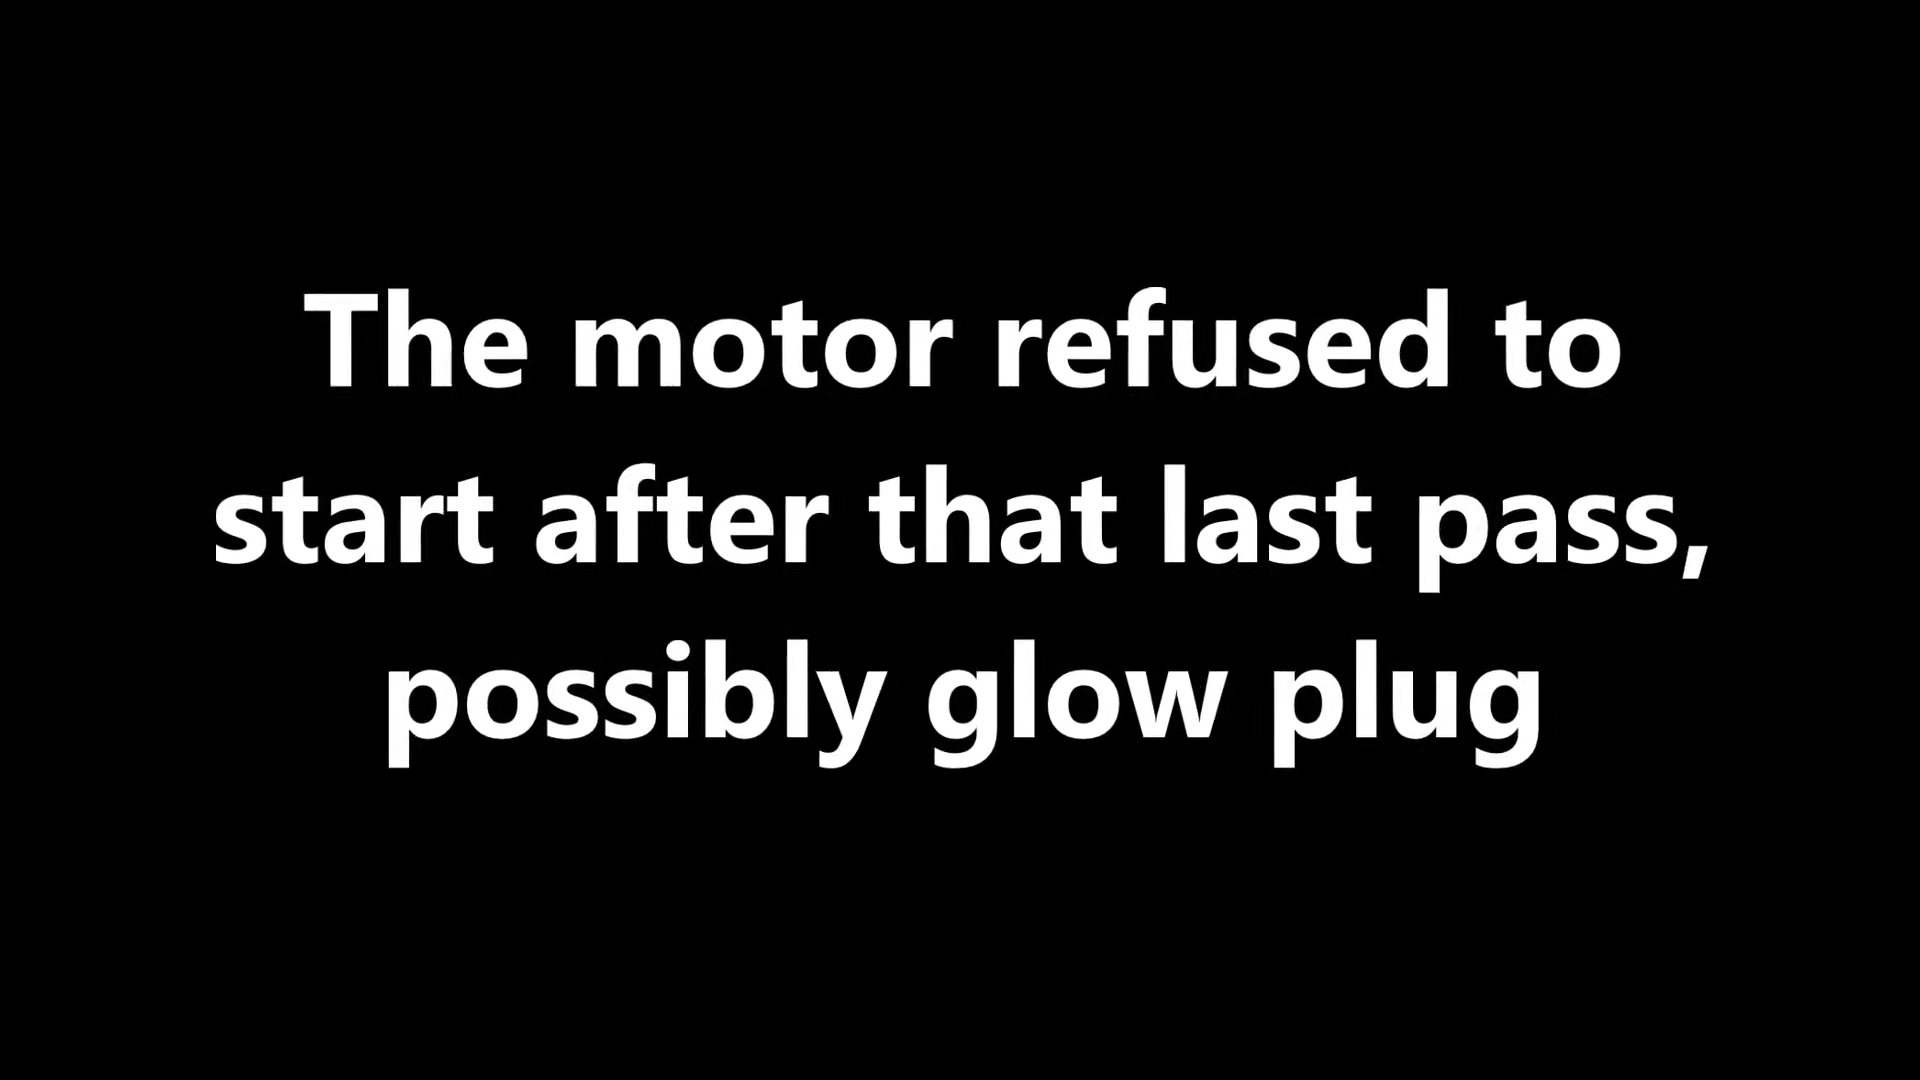 The motor refused to
start after that last pass,
possibly glow plug